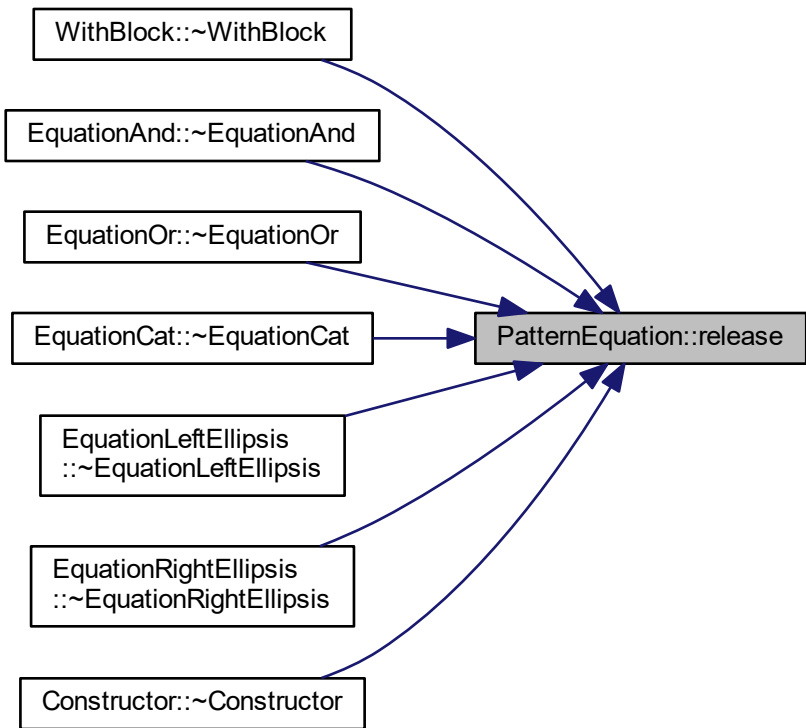 WithBlock::~WithBlock
EquationAnd::~EquationAnd
EquationOr::~EquationOr
EquationCat::~EquationCat
PatternEquation::release
EquationLeftEllipsis
::~EquationLeftEllipsis
EquationRightEllipsis
::~EquationRightEllipsis
Constructor::~Constructor